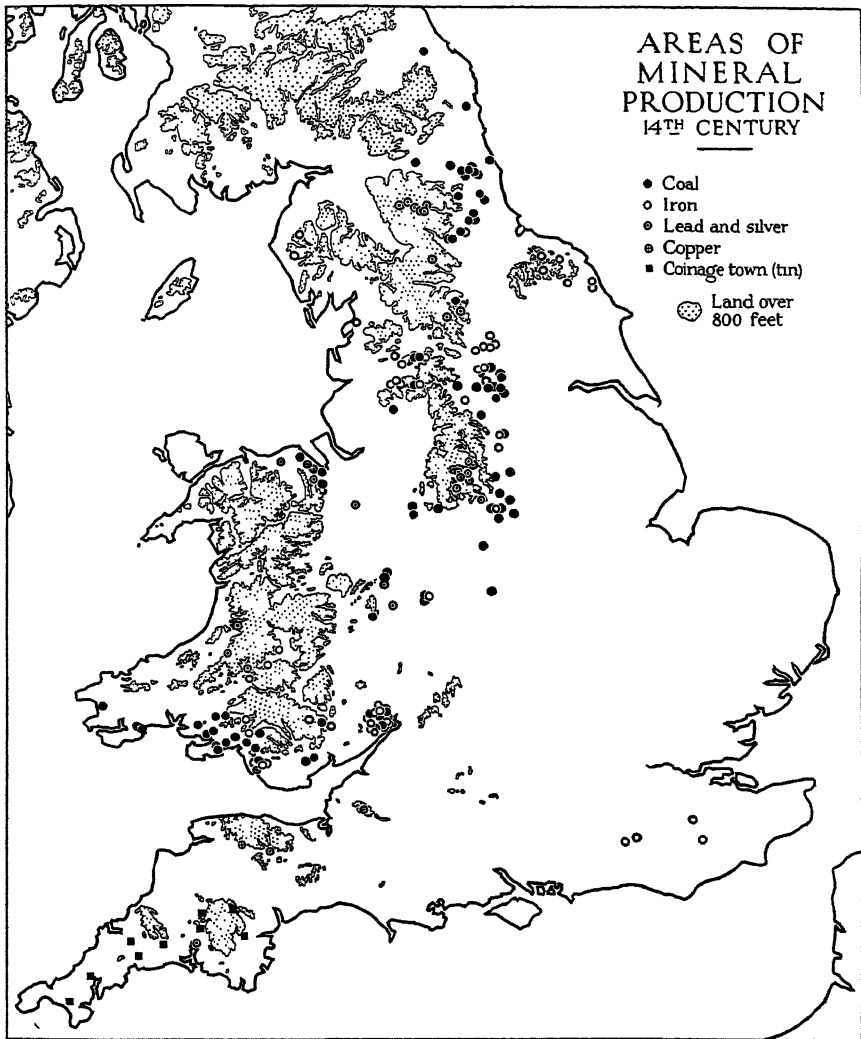 AREAS OF
MINERAL
PRODUCTION
14TH CENTURY
Coal
Iron
Lead and silver
Copper
Coinage town (tin)
Land over
800 feet